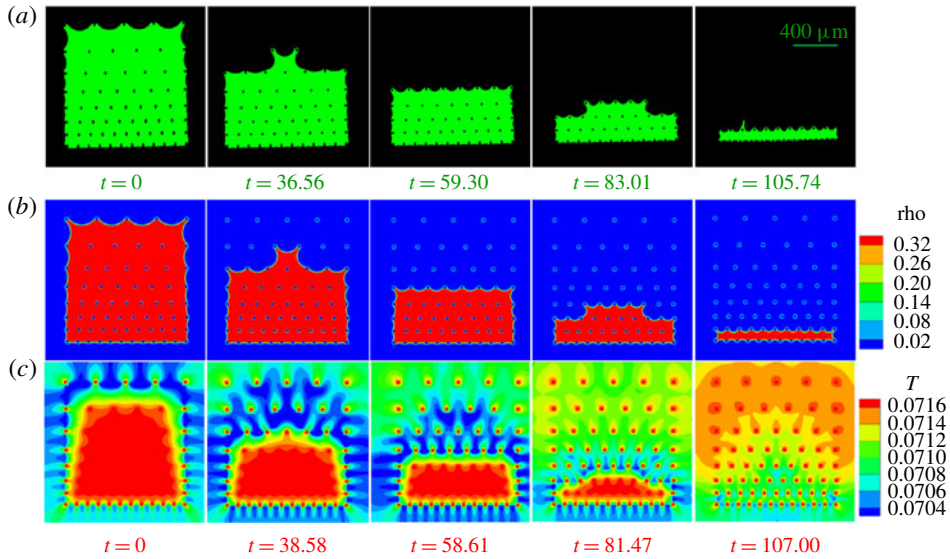 (a)
400 μm
t = 0 t = 36.56 t = 59.30 t = 83.01 t = 105.74
(b)
rho
0.32
0.26
0.20
0.14
0.08
0.02
(c)
T
0.0716
0.0714
0.0712
0.0710
0.0708
0.0706
0.0704
t = 0 t = 38.58 t = 58.61 t = 81.47 t = 107.00